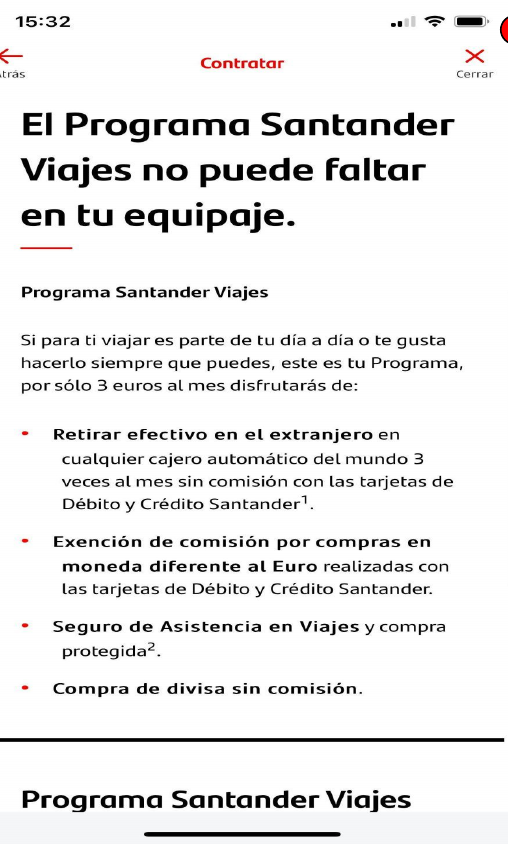 15:32
Atrás
Contratar
Cerrar
El Programa Santander
Viajes no puede faltar
en tu equipaje.
Programa Santander Viajes
Si para ti viajar es parte de tu día a día o te gusta
hacerlo siempre que puedes, este es tu Programa,
por sólo 3 euros al mes disfrutarás de:
• Retirar efectivo en el extranjero en
cualquier cajero automático del mundo 3
veces al mes sin comisión con las tarjetas de
Débito y Crédito Santander¹.
• Exención de comisión por compras en
moneda diferente al Euro realizadas con
las tarjetas de Débito y Crédito Santander.
• Seguro de Asistencia en Viajes y compra
protegida².
• Compra de divisa sin comisión.
Programa Santander Viajes